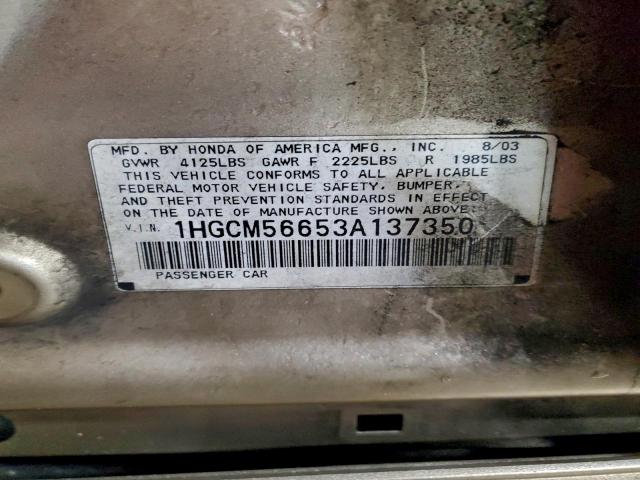 MFD. BY HONDA OF AMERICA MFG., INC. 8/03
GVWR 4125LBS GAWR F 2225LBS R 1985LBS
THIS VEHICLE CONFORMS TO ALL APPLICABLE
FEDERAL MOTOR VEHICLE SAFETY, BUMPER,
AND THEFT PREVENTION STANDARDS IN EFFECT
ON THE DATE OF MANUFACTURE SHOWN ABOVE.
V.I.N. 1HGCM56653A137350
PASSENGER CAR